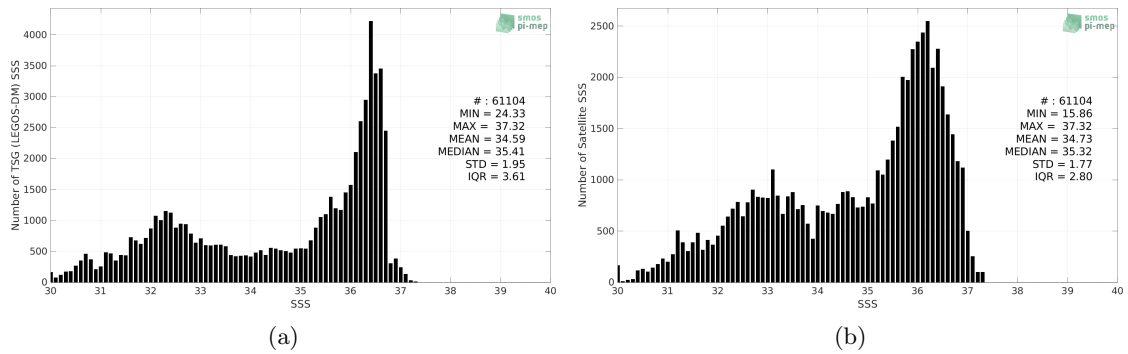 smos
pi-mep
Number of TSG (LEGOS-DM) SSS
4000
3500
3000
2500
2000
1500
1000
500
0
# : 61104
MIN = 24.33
MAX = 37.32
MEAN = 34.59
MEDIAN = 35.41
STD = 1.95
IQR = 3.61
30 31 32 33 34 35 36 37 38 39 40
SSS
(a)
smos
pi-mep
Number of Satellite SSS
2500
2000
1500
1000
500
0
# : 61104
MIN = 15.86
MAX = 37.32
MEAN = 34.73
MEDIAN = 35.32
STD = 1.77
IQR = 2.80
30 31 32 33 34 35 36 37 38 39 40
SSS
(b)